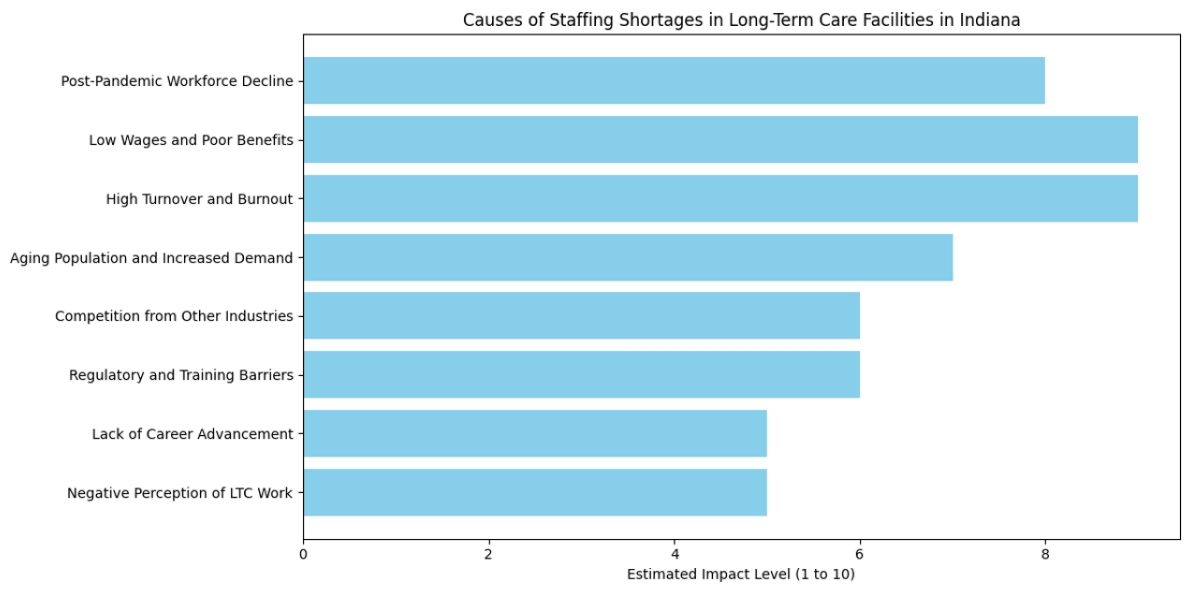 Causes of Staffing Shortages in Long-Term Care Facilities in Indiana
Post-Pandemic Workforce Decline
Low Wages and Poor Benefits
High Turnover and Burnout
Aging Population and Increased Demand
Competition from Other Industries
Regulatory and Training Barriers
Lack of Career Advancement
Negative Perception of LTC Work
0 2 4 6 8
Estimated Impact Level (1 to 10)